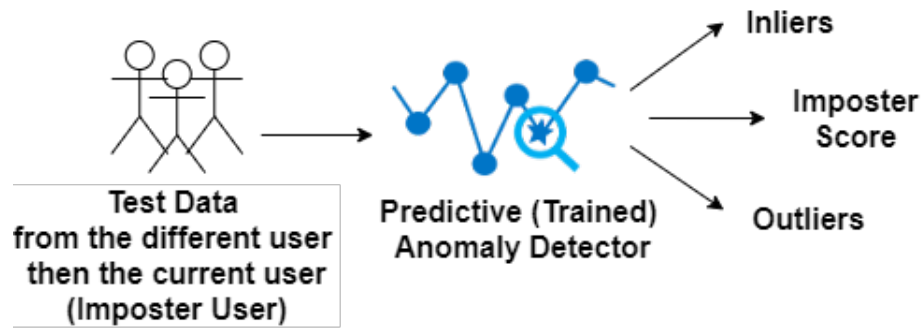 Test Data
from the different user
then the current user
(Imposter User)
Predictive (Trained)
Anomaly Detector
Inliers
Imposter
Score
Outliers